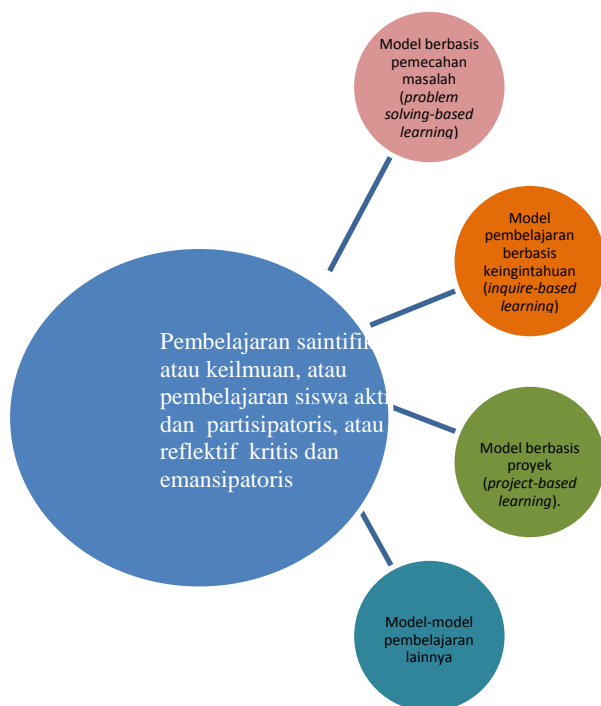 Model berbasis
pemecahan
masalah
(problem
solving-based
learning)
Model
pembelajaran
berbasis
keingintahuan
(inquire-based
learning)
Pembelajaran saintifik
atau keilmuan, atau
pembelajaran siswa akti
dan partisipatoris, atau
reflektif kritis dan
emansipatoris
Model berbasis
proyek
(project-based
learning).
Model-model
pembelajaran
lainnya